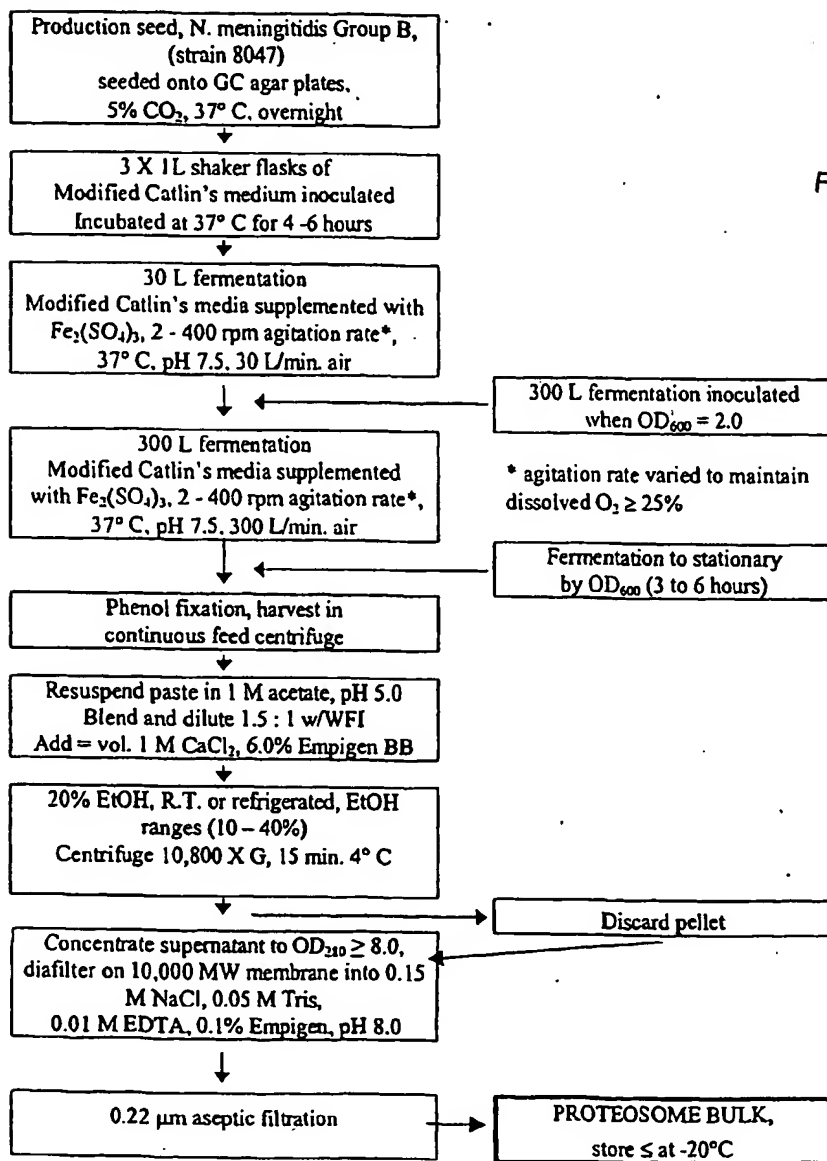 Production seed, N. meningitidis Group B,
(strain 8047)
seeded onto GC agar plates,
5% CO₂, 37° C, overnight
F
3 X 1L shaker flasks of
Modified Catlin's medium inoculated
Incubated at 37° C for 4 -6 hours
30 L fermentation
Modified Catlin's media supplemented with
Fe₂(SO₄)₃, 2 - 400 rpm agitation rate*,
37° C, pH 7.5, 30 L/min. air
300 L fermentation inoculated
when OD₆₀₀ = 2.0
300 L fermentation
Modified Catlin's media supplemented
with Fe₂(SO₄)₃, 2 - 400 rpm agitation rate*,
37° C, pH 7.5, 300 L/min. air
* agitation rate varied to maintain
dissolved O₂ ≥ 25%
Fermentation to stationary
by OD₆₀₀ (3 to 6 hours)
Phenol fixation, harvest in
continuous feed centrifuge
Resuspend paste in 1 M acetate, pH 5.0
Blend and dilute 1.5 : 1 w/WFI
Add = vol. 1 M CaCl₂, 6.0% Empigen BB
20% EtOH, R.T. or refrigerated, EtOH
ranges (10 – 40%)
Centrifuge 10,800 X G, 15 min. 4° C
Discard pellet
Concentrate supernatant to OD₂₈₀ ≥ 8.0,
diafilter on 10,000 MW membrane into 0.15
M NaCl, 0.05 M Tris,
0.01 M EDTA, 0.1% Empigen, pH 8.0
0.22 µm aseptic filtration
PROTEOSOME BULK,
store ≤ at -20°C